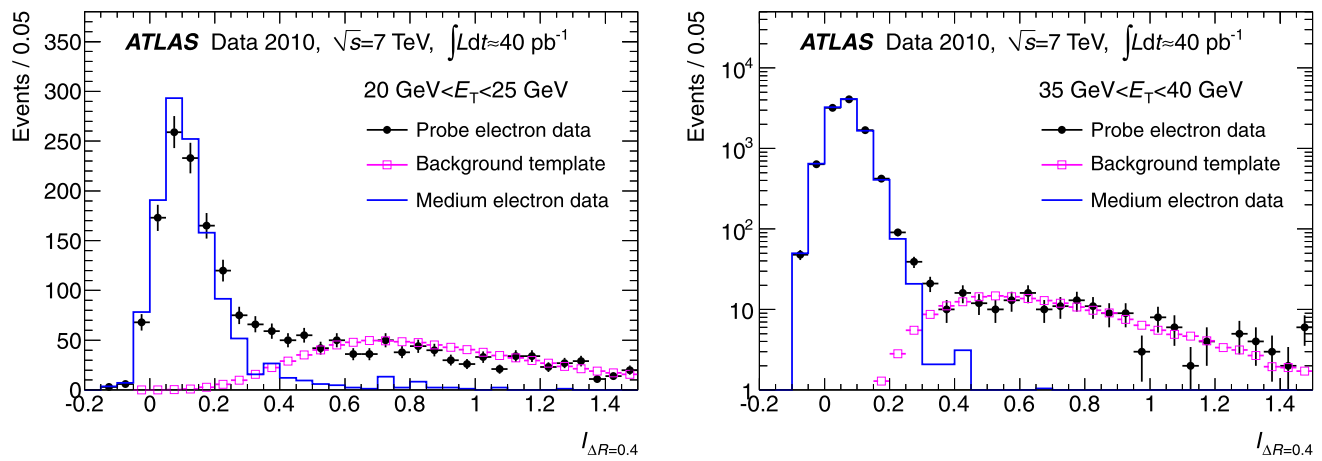 ATLAS Data 2010, √s=7 TeV, ∫Ldt≈40 pb⁻¹
20 GeV<E_T<25 GeV
Probe electron data
Background template
Medium electron data
Events / 0.05
350
300
250
200
150
100
50
0
-0.2 0 0.2 0.4 0.6 0.8 1 1.2 1.4
I_ΔR=0.4
ATLAS Data 2010, √s=7 TeV, ∫Ldt≈40 pb⁻¹
35 GeV<E_T<40 GeV
Probe electron data
Background template
Medium electron data
Events / 0.05
10⁴
10³
10²
10
1
-0.2 0 0.2 0.4 0.6 0.8 1 1.2 1.4
I_ΔR=0.4